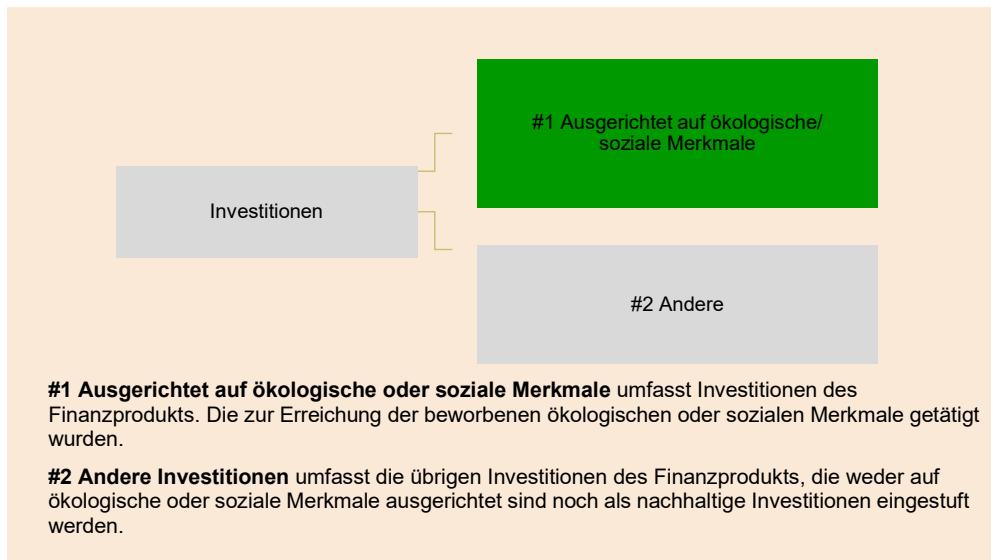 #1 Ausgerichtet auf ökologische/
soziale Merkmale
Investitionen
#2 Andere
#1 Ausgerichtet auf ökologische oder soziale Merkmale umfasst Investitionen des
Finanzprodukts. Die zur Erreichung der beworbenen ökologischen oder sozialen Merkmale getätigt
wurden.
#2 Andere Investitionen umfasst die übrigen Investitionen des Finanzprodukts, die weder auf
ökologische oder soziale Merkmale ausgerichtet sind noch als nachhaltige Investitionen eingestuft
werden.